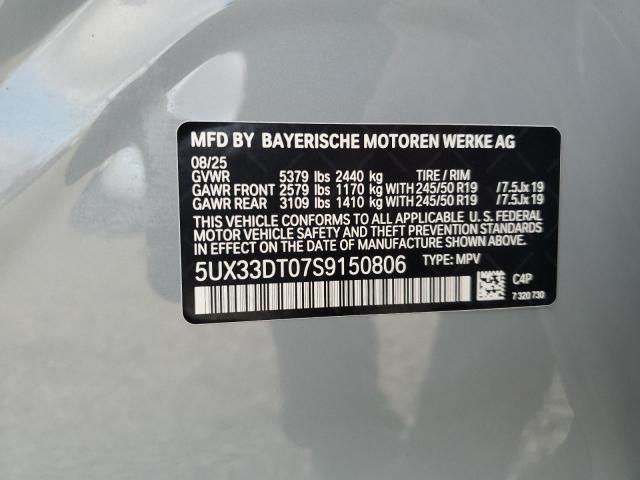 MFD BY BAYERISCHE MOTOREN WERKE AG
08/25
GVWR 5379 lbs 2440 kg TIRE / RIM
GAWR FRONT 2579 lbs 1170 kg WITH 245/50 R19 /7.5Jx19
GAWR REAR 3109 lbs 1410 kg WITH 245/50 R19 /7.5Jx19
THIS VEHICLE CONFORMS TO ALL APPLICABLE U.S. FEDERAL
MOTOR VEHICLE SAFETY AND THEFT PREVENTION STANDARDS
IN EFFECT ON THE DATE OF MANUFACTURE SHOWN ABOVE.
5UX33DT07S9150806 TYPE: MPV
C4P
7 320 730